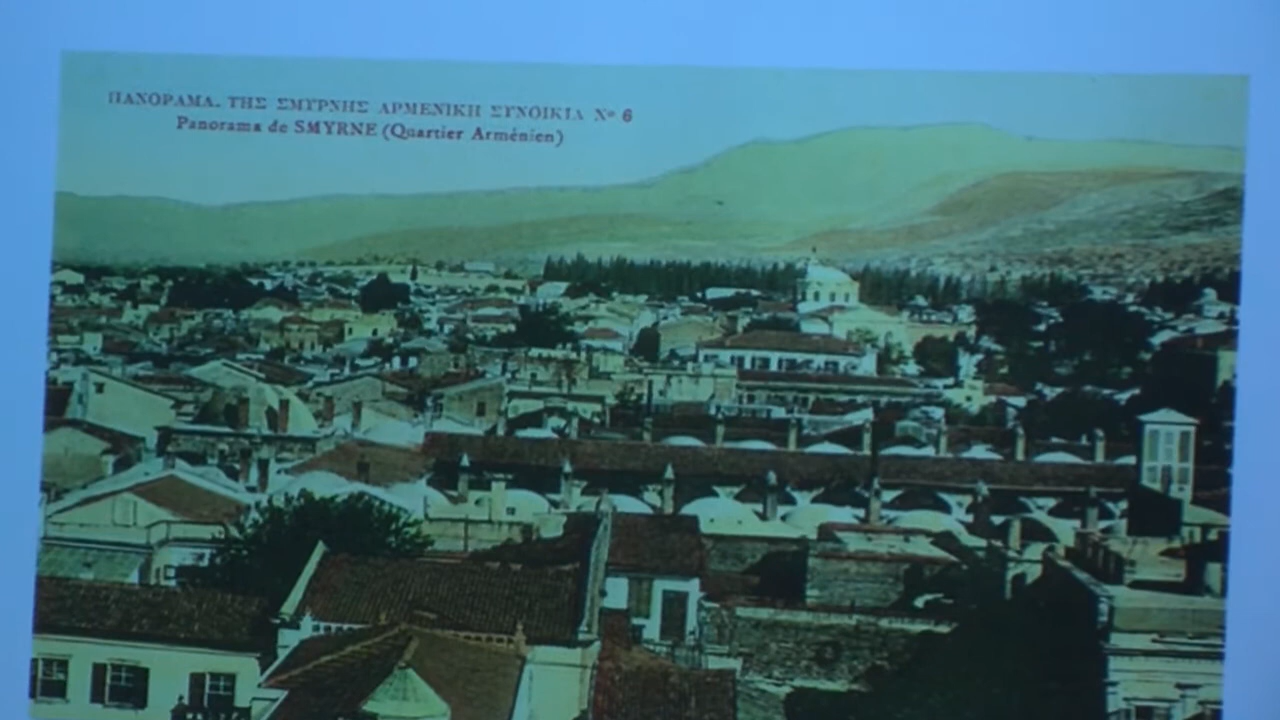 ΠΑΝΟΡΑΜΑ. ΤΗΣ ΣΜΥΡΝΗΣ ΑΡΜΕΝΙΚΗ ΣΥΝΟΙΚΙΑ Νο 6
Panorama de SMYRNE (Quartier Arménien)